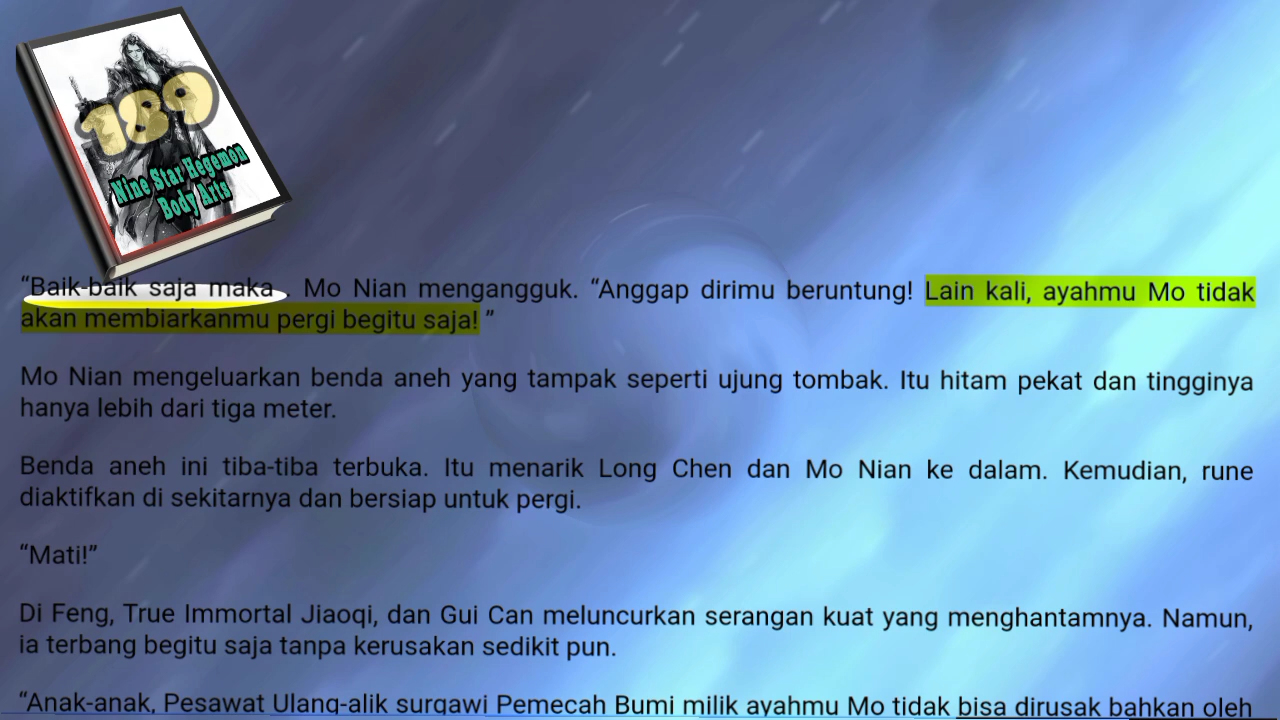 189
Nine Star Hegemon
Body Arts
“Baik-baik saja maka Mo Nian mengangguk. “Anggap dirimu beruntung! Lain kali, ayahmu Mo tidak
akan membiarkanmu pergi begitu saja! ”
Mo Nian mengeluarkan benda aneh yang tampak seperti ujung tombak. Itu hitam pekat dan tingginya
hanya lebih dari tiga meter.
Benda aneh ini tiba-tiba terbuka. Itu menarik Long Chen dan Mo Nian ke dalam. Kemudian, rune
diaktifkan di sekitarnya dan bersiap untuk pergi.
“Mati!”
Di Feng, True Immortal Jiaoqi, dan Gui Can meluncurkan serangan kuat yang menghantamnya. Namun,
ia terbang begitu saja tanpa kerusakan sedikit pun.
“Anak-anak, Pesawat Ulang-alik surgawi Pemecah Bumi milik ayahmu Mo tidak bisa dirusak bahkan oleh